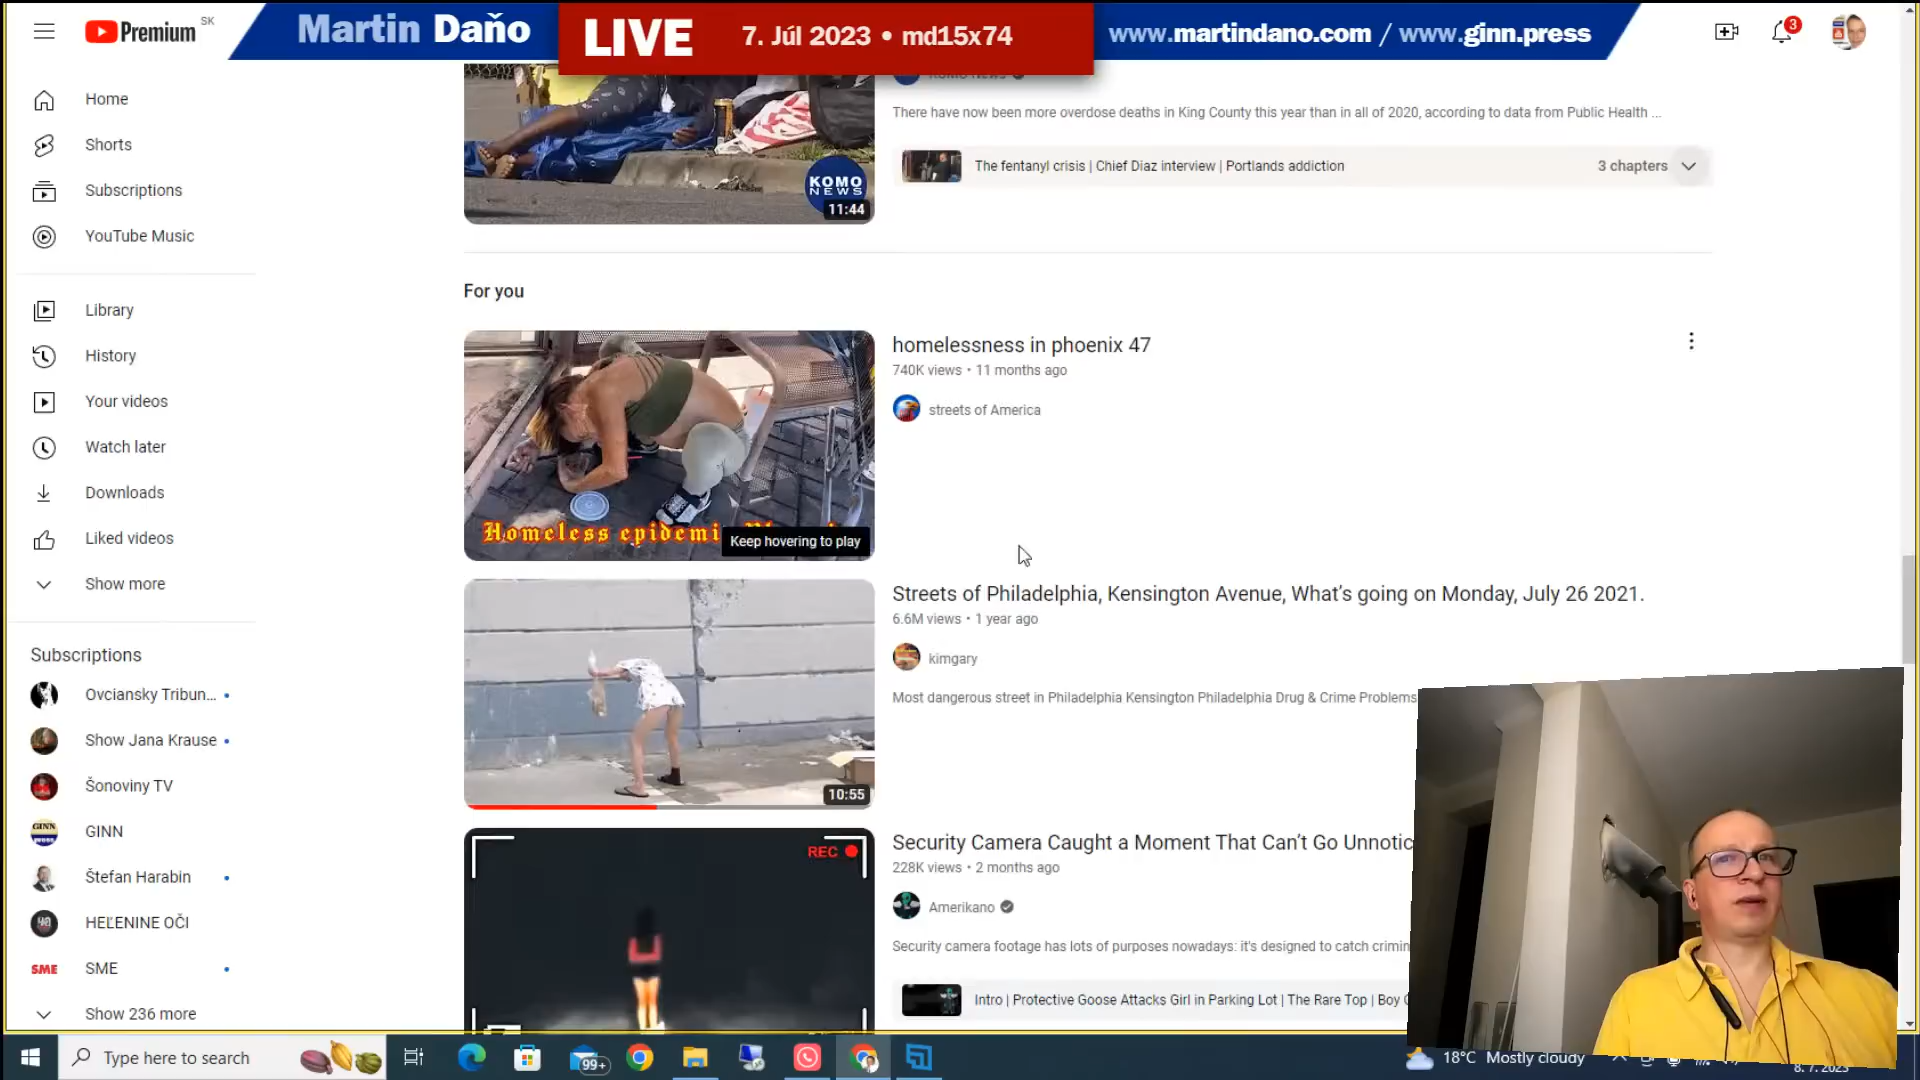 Premium SK
Martin Daňo
LIVE 7. Júl 2023 • md15x74
www.martindano.com / www.ginn.press
3
Home
Shorts
Subscriptions
YouTube Music
Library
History
Your videos
Watch later
Downloads
Liked videos
Show more
Subscriptions
Ovciansky Tribun...
Show Jana Krause
Šonoviny TV
GINN
Štefan Harabin
HEĽENINE OČI
SME SME
Show 236 more
KOMO NEWS
KOMO
NEWS
11:44
There have now been more overdose deaths in King County this year than in all of 2020, according to data from Public Health ...
The fentanyl crisis | Chief Diaz interview | Portlands addiction
3 chapters
For you
Homeless epidemi
Keep hovering to play
homelessness in phoenix 47
740K views • 11 months ago
streets of America
10:55
Streets of Philadelphia, Kensington Avenue, What's going on Monday, July 26 2021.
6.6M views • 1 year ago
kimgary
Most dangerous street in Philadelphia Kensington Philadelphia Drug & Crime Problems
REC
Security Camera Caught a Moment That Can't Go Unnotic
228K views • 2 months ago
Amerikano
Security camera footage has lots of purposes nowadays: it's designed to catch crimin
Intro | Protective Goose Attacks Girl in Parking Lot | The Rare Top | Boy
Type here to search
99+
18°C Mostly cloudy
8. 7. 2023